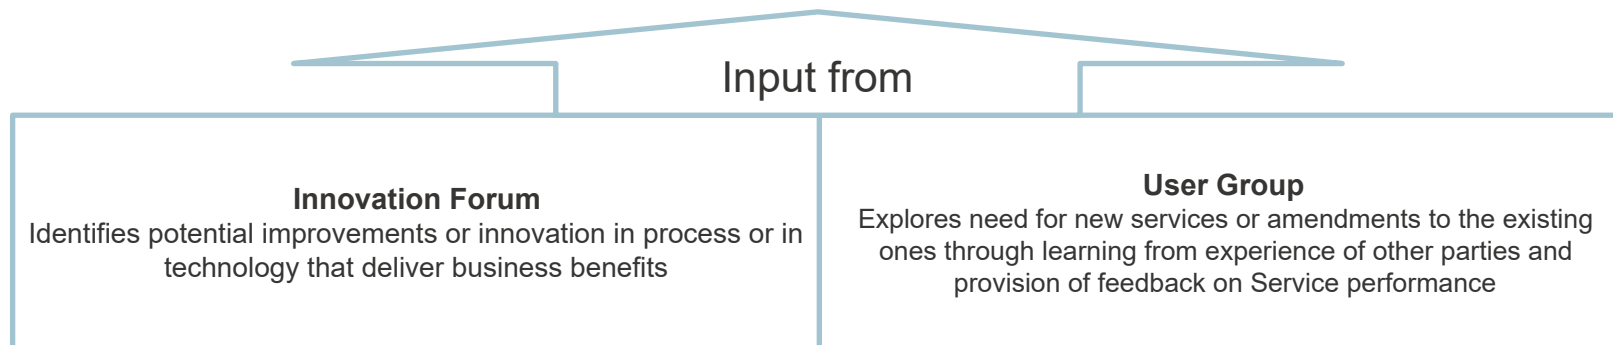 Input from
Innovation Forum
Identifies potential improvements or innovation in process or in
technology that deliver business benefits
User Group
Explores need for new services or amendments to the existing
ones through learning from experience of other parties and
provision of feedback on Service performance